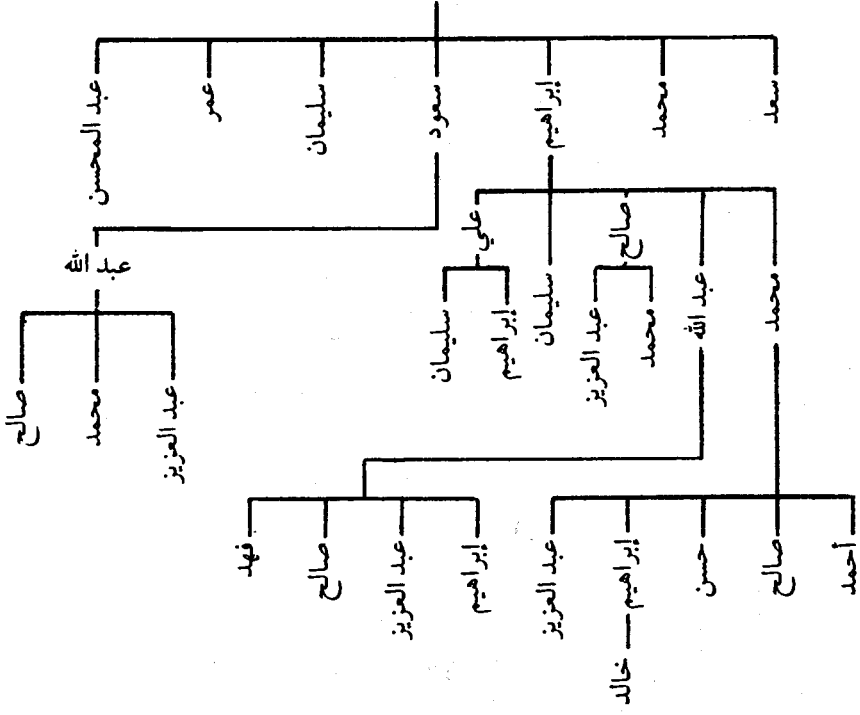 سعد
محمد
إبراهيم
سعود
سليمان
عمر
عبد المحسن
محمد
عبد الله
صالح
سليمان
علي
عبد الله
محمد
عبد العزيز
إبراهيم
سليمان
عبد العزيز
محمد
صالح
أحمد
صالح
حسن
إبراهيم
عبد العزيز
إبراهيم
عبد العزيز
صالح
فهد
خالد